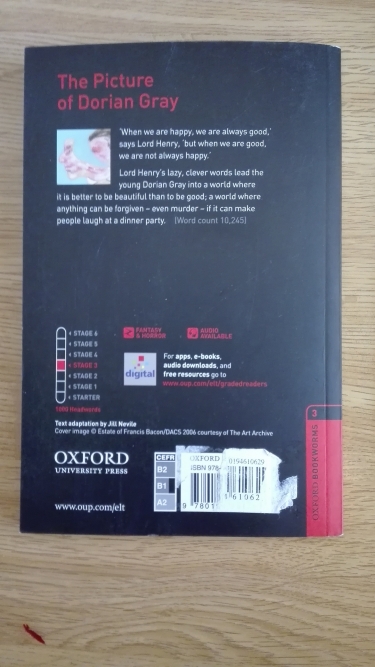 The Picture
of Dorian Gray
'When we are happy, we are always good,'
says Lord Henry, 'but when we are good,
we are not always happy.'
Lord Henry's lazy, clever words lead the
young Dorian Gray into a world where
it is better to be beautiful than to be good; a world where
anything can be forgiven – even murder – if it can make
people laugh at a dinner party. (Word count 10,245)
STAGE 6
STAGE 5
STAGE 4
STAGE 3
STAGE 2
STAGE 1
STARTER
1000 Headwords
FANTASY
& HORROR
AUDIO
AVAILABLE
digital
For apps, e-books,
audio downloads, and
free resources go to
www.oup.com/elt/gradedreaders
Text adaptation by Jill Nevile
Cover image © Estate of Francis Bacon/DACS 2006 courtesy of The Art Archive
OXFORD
UNIVERSITY PRESS
www.oup.com/elt
CEFR
B2
B1
A2
OXFORD 0194610629
ISBN 978
161062
9 7801
3
OXFORD BOOKWORMS